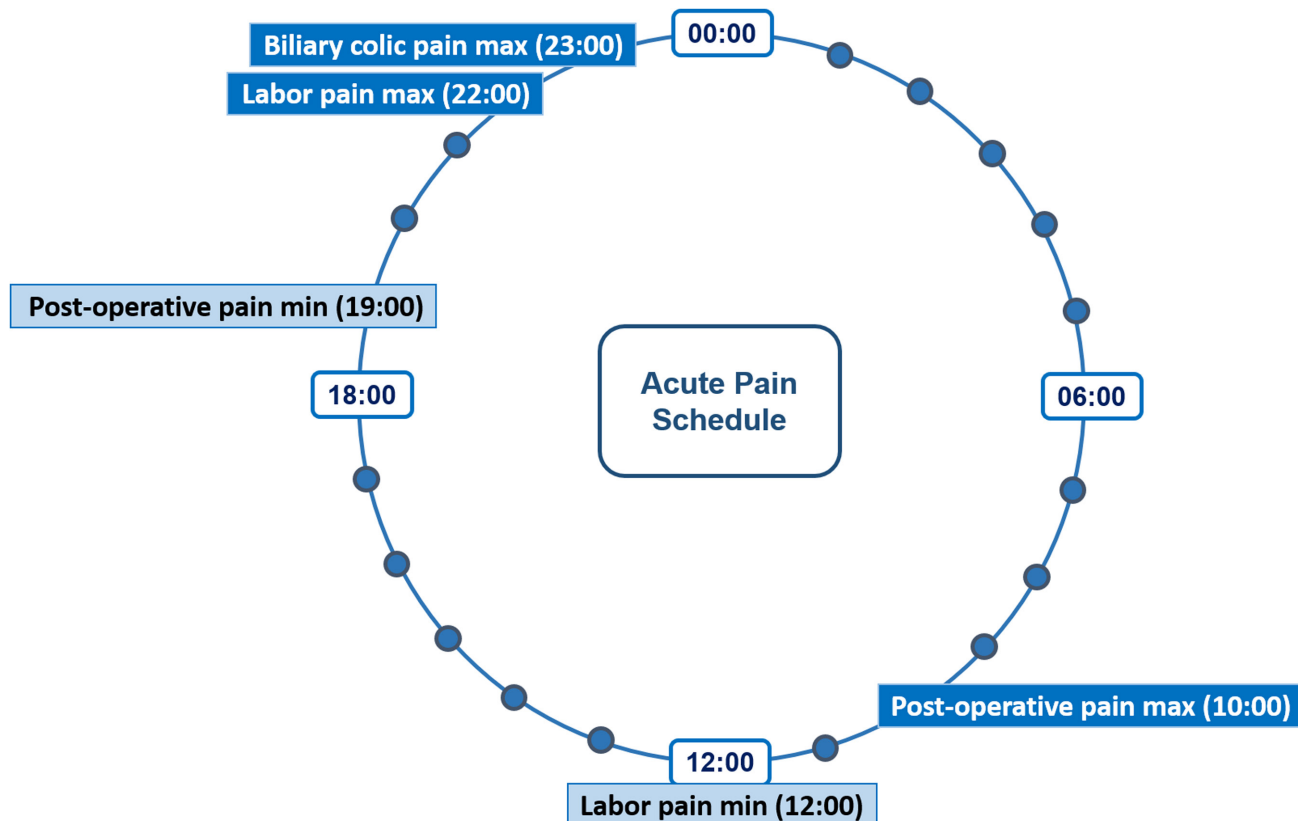 00:00
Biliary colic pain max (23:00)
Labor pain max (22:00)
Post-operative pain min (19:00)
Acute Pain
Schedule
18:00
06:00
Post-operative pain max (10:00)
12:00
Labor pain min (12:00)